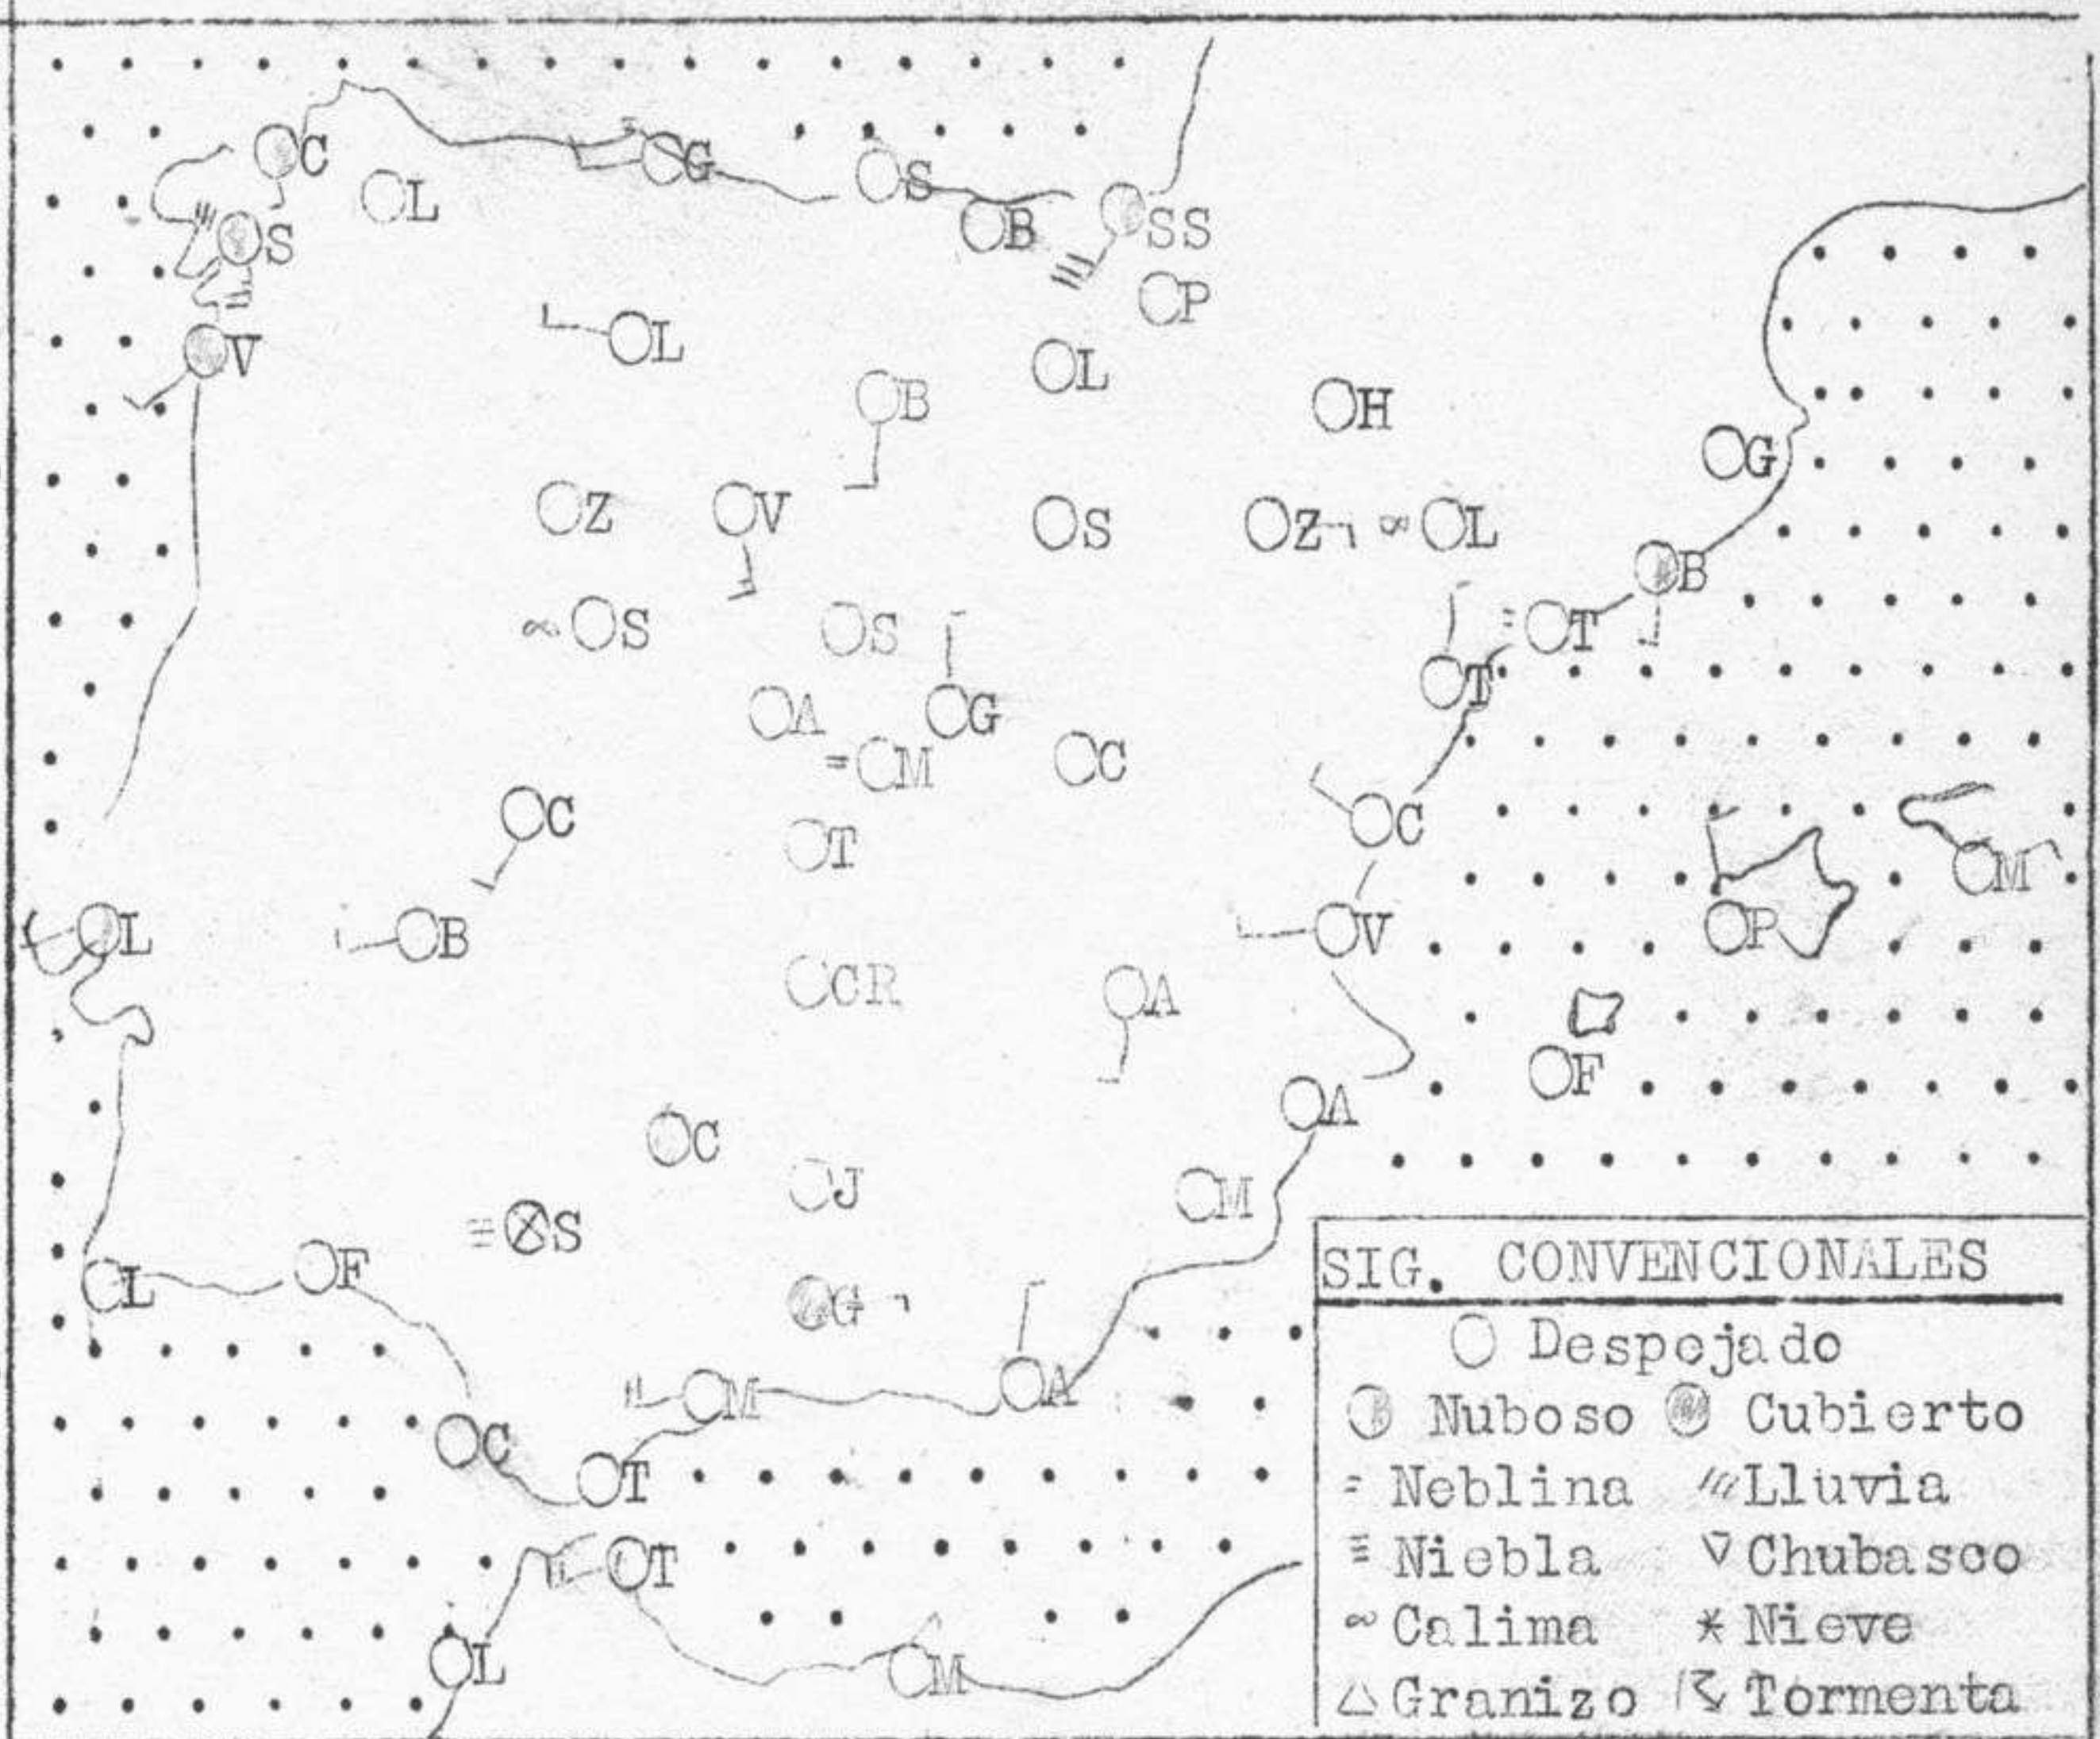 C
L
G
S
B
SS
S
P
V
L
L
B
H
G
Z
V
S
Z
L
B
S
S
T
T
A
G
M
C
C
C
T
M
L
B
V
P
CR
A
F
A
C
J
M
S
L
F
G
M
A
C
T
T
L
M
SIG. CONVENCIONALES
Despejado
Nuboso Cubierto
Neblina Lluvia
Niebla Chubasco
Calima Nieve
Granizo Tormenta